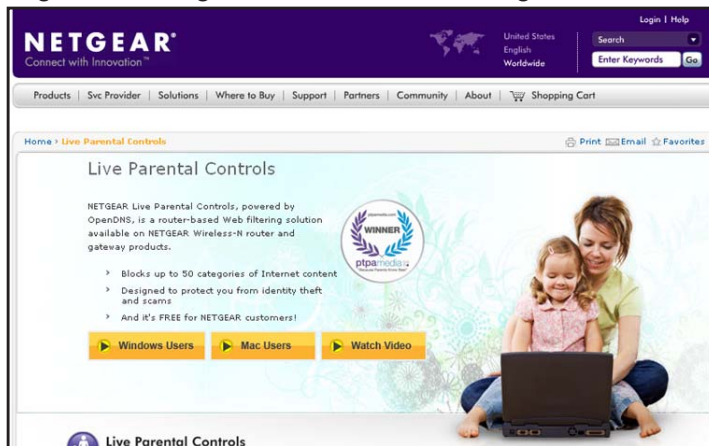 Login | Help
NETGEAR®
Connect with Innovation™
United States
English
Worldwide
Search
Enter Keywords Go
Products | Svc Provider | Solutions | Where to Buy | Support | Partners | Community | About | Shopping Cart
Home › Live Parental Controls
Print Email Favorites
Live Parental Controls
NETGEAR Live Parental Controls, powered by
OpenDNS, is a router-based Web filtering solution
available on NETGEAR Wireless-N router and
gateway products.
› Blocks up to 50 categories of Internet content
› Designed to protect you from identity theft
and scams
› And it's FREE for NETGEAR customers!
WINNER
ptpamedia
Windows Users
Mac Users
Watch Video
Live Parental Controls